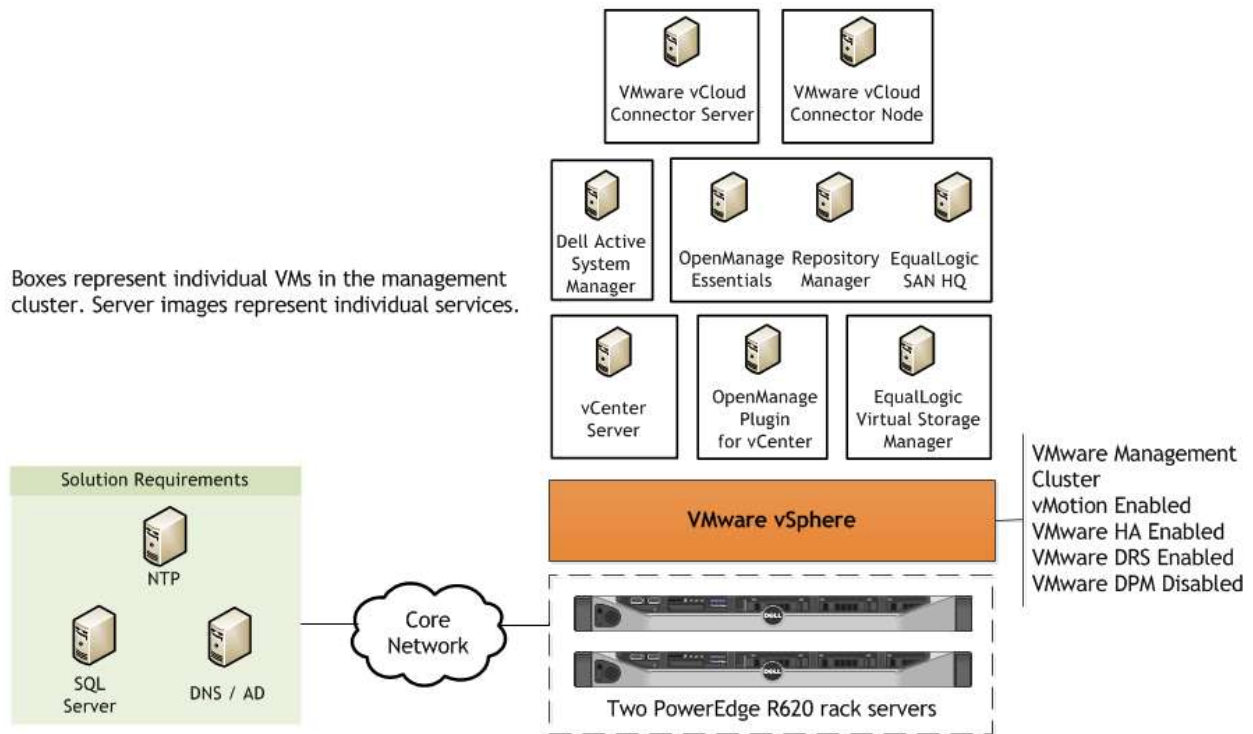 VMware vCloud
Connector Server
VMware vCloud
Connector Node
Dell Active
System
Manager
OpenManage
Essentials
Repository
Manager
EqualLogic
SAN HQ
Boxes represent individual VMs in the management
cluster. Server images represent individual services.
vCenter
Server
OpenManage
Plugin
for vCenter
EqualLogic
Virtual Storage
Manager
VMware Management
Cluster
vMotion Enabled
VMware HA Enabled
VMware DRS Enabled
VMware DPM Disabled
VMware vSphere
Solution Requirements
NTP
SQL
Server
DNS / AD
Core
Network
DELL
DELL
Two PowerEdge R620 rack servers